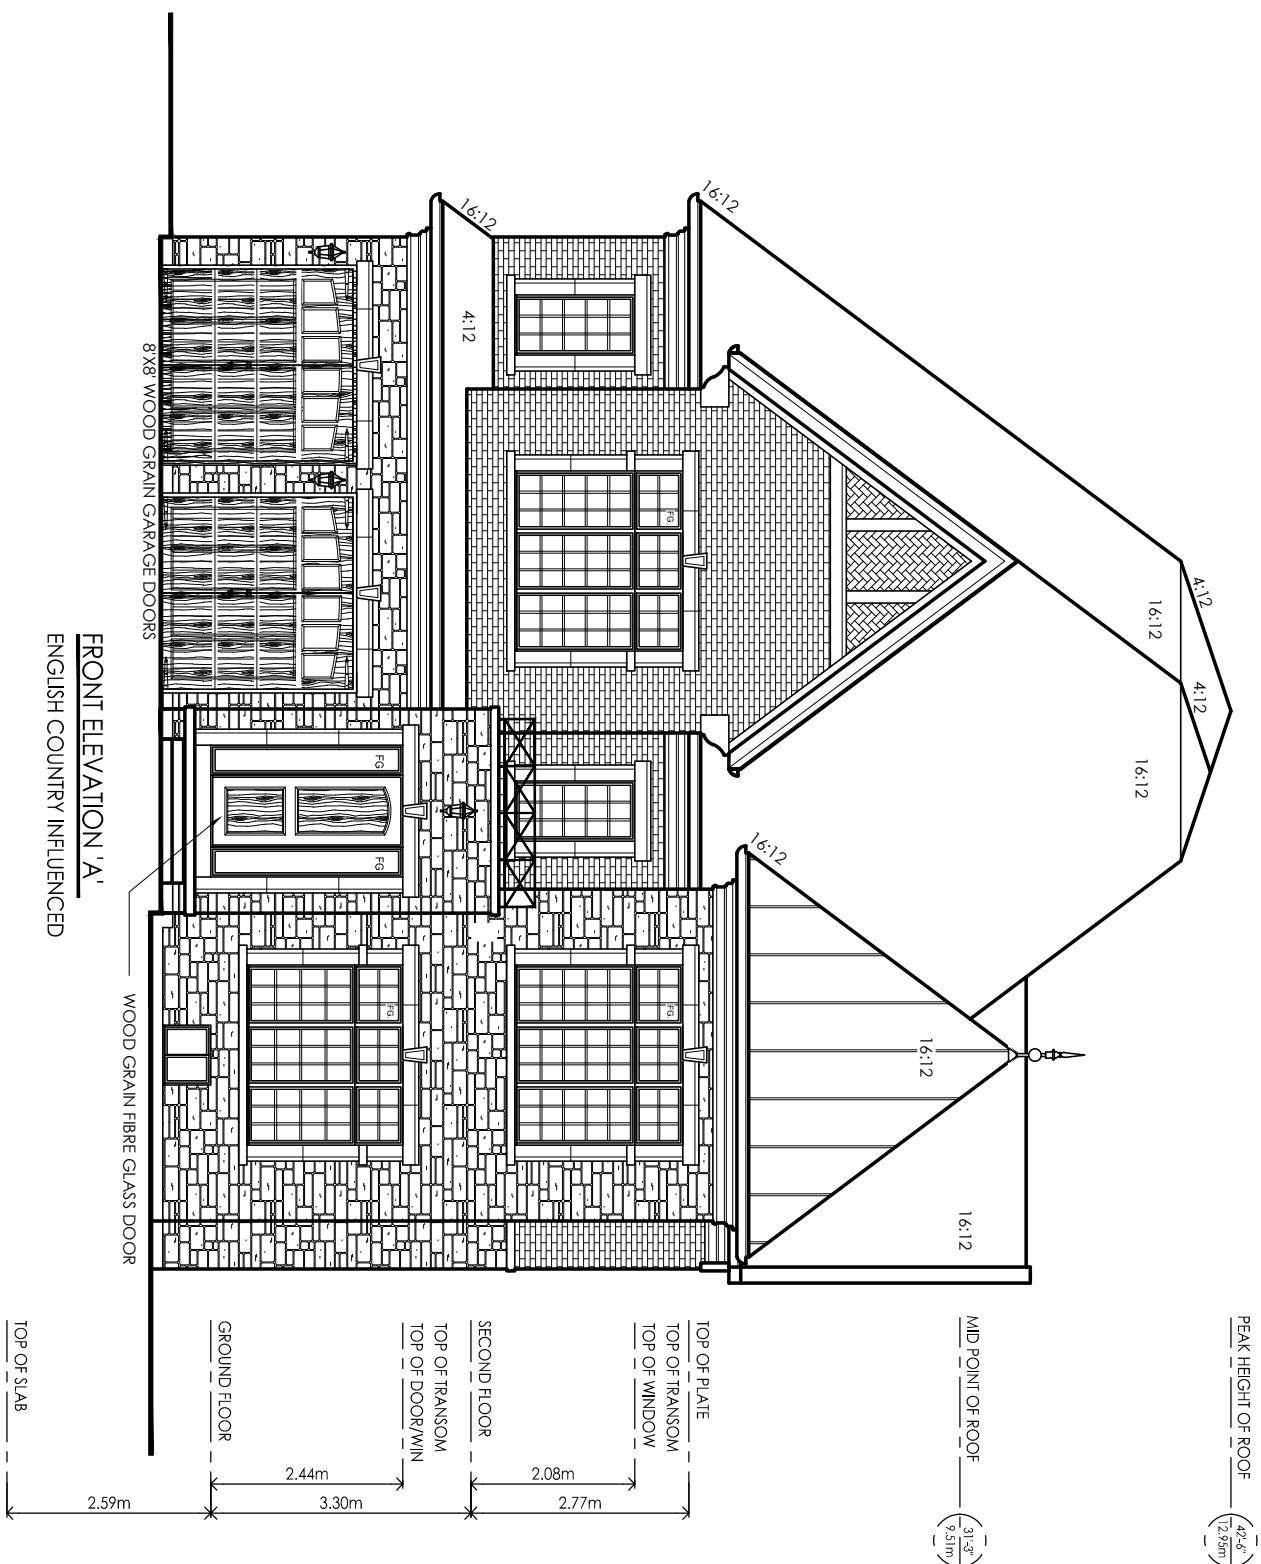 PEAK HEIGHT OF ROOF
42'-6"
12.95m
4:12
4:12
16:12
16:12
MID POINT OF ROOF
31'-3"
9.51m
16:12
16:12
16:12
16:12
TOP OF PLATE
TOP OF TRANSOM
TOP OF WINDOW
2.08m
2.77m
FG.
FG.
16:12
4:12
SECOND FLOOR
TOP OF TRANSOM
TOP OF DOOR/WIN
2.44m
3.30m
FG
FG
FG.
GROUND FLOOR
2.59m
TOP OF SLAB
8'X8' WOOD GRAIN GARAGE DOORS
WOOD GRAIN FIBRE GLASS DOOR
FRONT ELEVATION 'A'
ENGLISH COUNTRY INFLUENCED